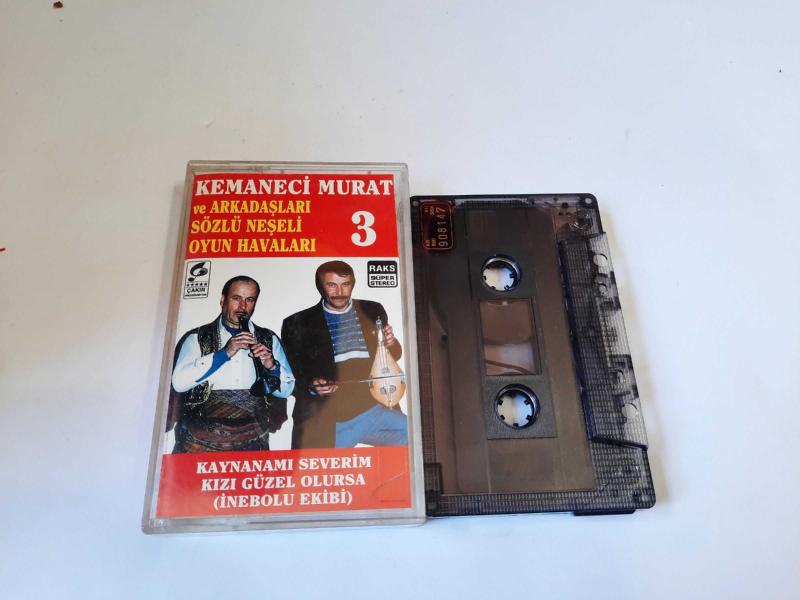 KEMANECİ MURAT
ve ARKADAŞLARI
SÖZLÜ NEŞELİ
OYUN HAVALARI
3
ÇAKIR
RAKS
SÜPER
STEREO
KAYNANAMI SEVERİM
KIZI GÜZEL OLURSA
(İNEBOLU EKİBİ)
908147